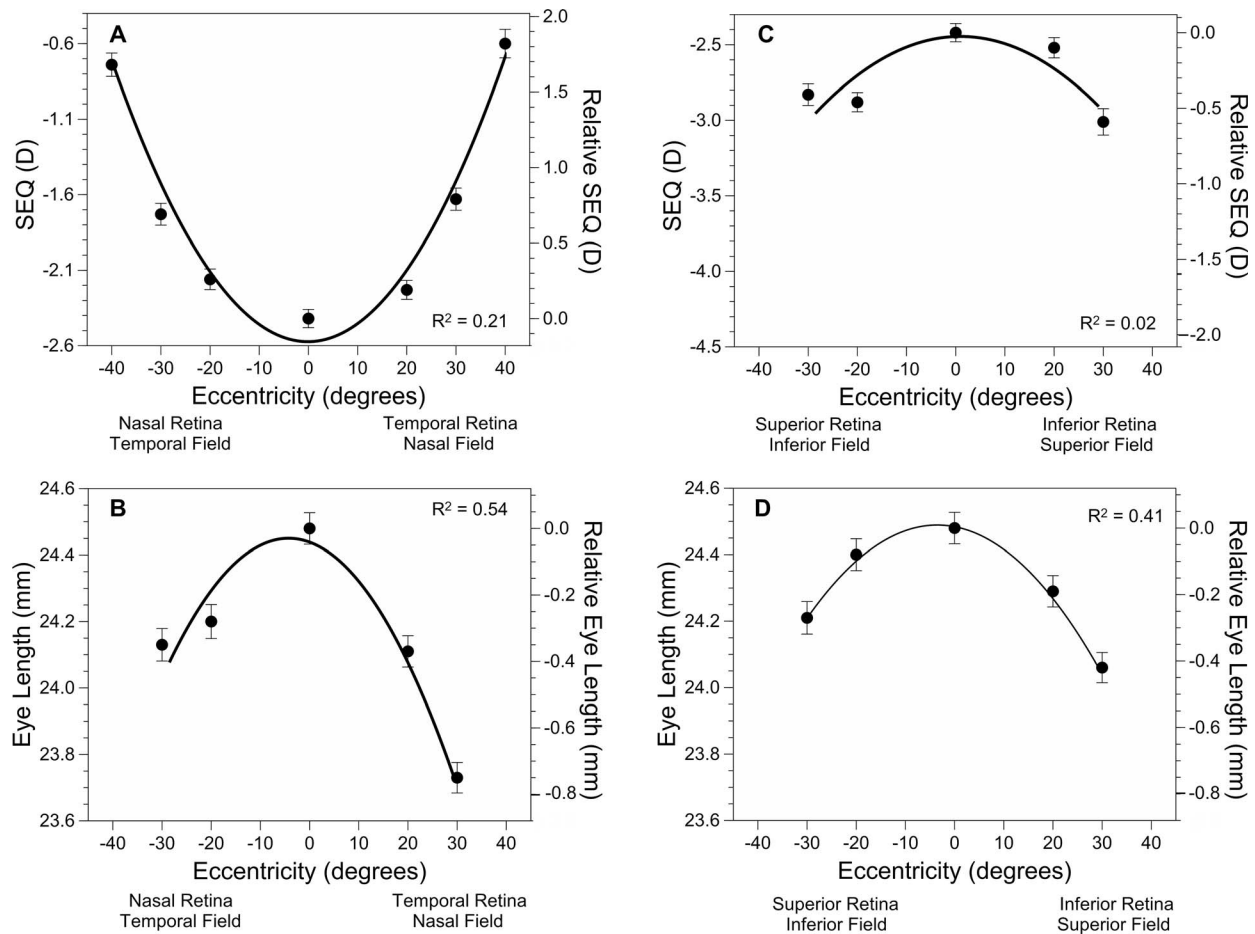 A
SEQ (D)
-0.6
-1.1
-1.6
-2.1
-2.6
2.0
1.5
1.0
0.5
0.0
Relative SEQ (D)
R² = 0.21
-40 -30 -20 -10 0 10 20 30 40
Eccentricity (degrees)
Nasal Retina
Temporal Field
Temporal Retina
Nasal Field
C
SEQ (D)
-2.5
-3.0
-3.5
-4.0
-4.5
0.0
-0.5
-1.0
-1.5
-2.0
Relative SEQ (D)
R² = 0.02
-40 -30 -20 -10 0 10 20 30 40
Eccentricity (degrees)
Superior Retina
Inferior Field
Inferior Retina
Superior Field
B
Eye Length (mm)
24.6
24.4
24.2
24.0
23.8
23.6
0.0
-0.2
-0.4
-0.6
-0.8
Relative Eye Length (mm)
R² = 0.54
-40 -30 -20 -10 0 10 20 30 40
Eccentricity (degrees)
Nasal Retina
Temporal Field
Temporal Retina
Nasal Field
D
Eye Length (mm)
24.6
24.4
24.2
24.0
23.8
23.6
0.0
-0.2
-0.4
-0.6
-0.8
Relative Eye Length (mm)
R² = 0.41
-40 -30 -20 -10 0 10 20 30 40
Eccentricity (degrees)
Superior Retina
Inferior Field
Inferior Retina
Superior Field